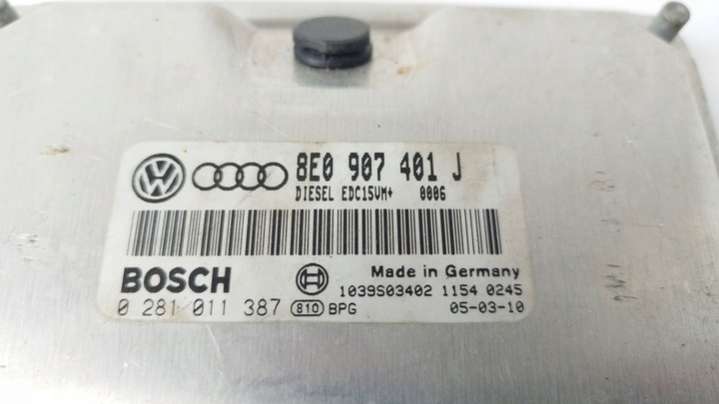 8E0 907 401 J
DIESEL EDC15VM+ 0006
BOSCH
Made in Germany
1039S03402 1154 0245
0 281 011 387 810 BPG 05-03-10